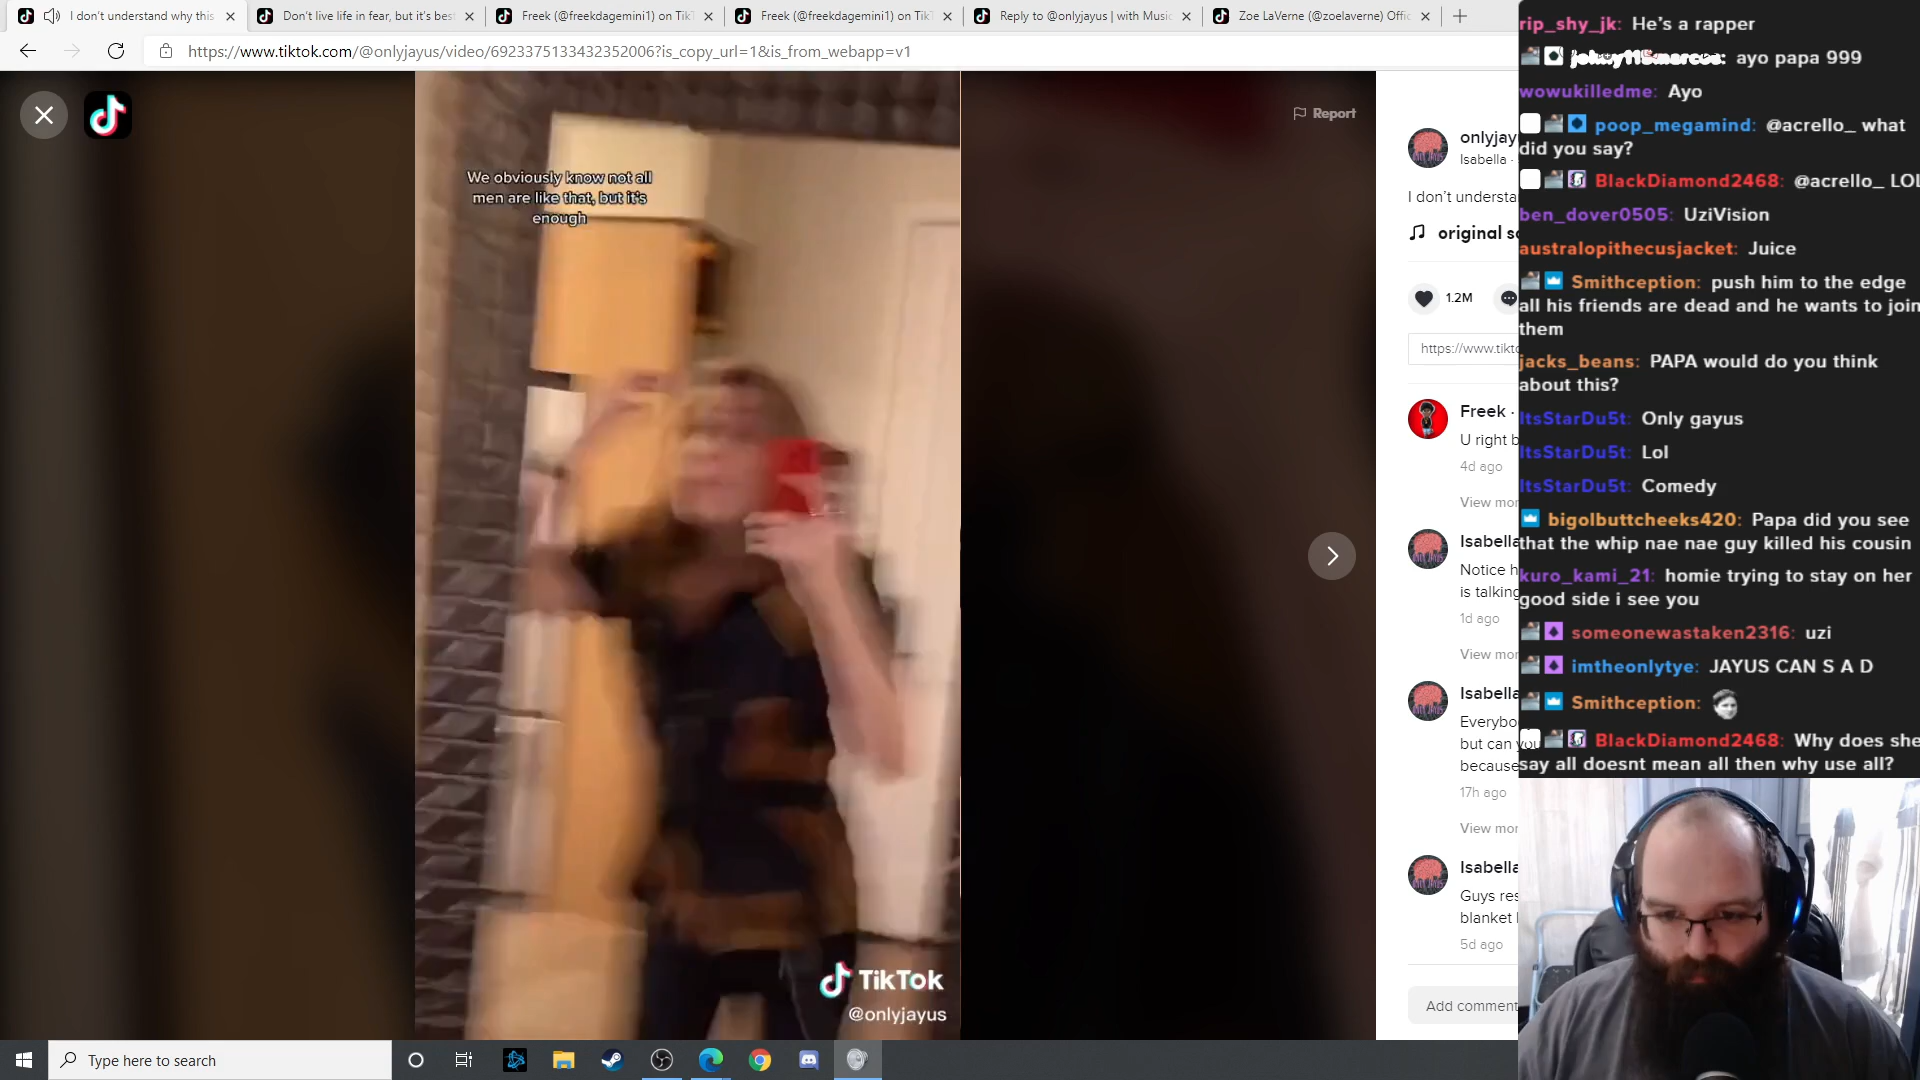 I don't understand why this
Don't live life in fear, but it's best
Freek (@freekdagemini1) on TikT
Freek (@freekdagemini1) on TikT
Reply to @onlyjayus | with Music
Zoe LaVerne (@zoelaverne) Offic
https://www.tiktok.com/@onlyjayus/video/6923375133432352006?is_copy_url=1&is_from_webapp=v1
Report
We obviously know not all
men are like that, but it's
enough
TikTok
@onlyjayus
onlyjay
Isabella ·
I don't understa
original so
1.2M
https://www.tikto
Freek ·
U right b
4d ago
View mor
Isabella
Notice h
is talking
1d ago
View mor
Isabella
Everybo
but can you
because
17h ago
View mor
Isabella
Guys res
blanket
5d ago
Add comment
rip_shy_jk: He's a rapper
ayo papa 999
wowukilledme: Ayo
poop_megamind: @acrello_ what
did you say?
BlackDiamond2468: @acrello_ LOL
ben_dover0505: UziVision
australopithecusjacket: Juice
Smithception: push him to the edge
all his friends are dead and he wants to join
them
jacks_beans: PAPA would do you think
about this?
ItsStarDu5t: Only gayus
ItsStarDu5t: Lol
ItsStarDu5t: Comedy
bigolbuttcheeks420: Papa did you see
that the whip nae nae guy killed his cousin
kuro_kami_21: homie trying to stay on her
good side i see you
someonewastaken2316: uzi
imtheonlytye: JAYUS CAN S A D
Smithception:
BlackDiamond2468: Why does she
say all doesnt mean all then why use all?
Type here to search